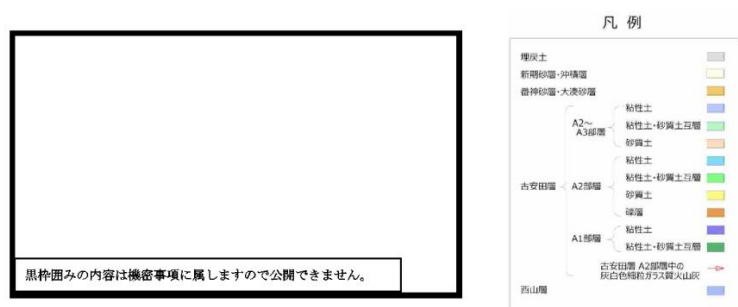 凡 例
埋戻土
新期砂層・沖積層
番神砂層・大湊砂層
古安田層
A2～
A3部層
粘性土
粘性土・砂質土互層
砂質土
A2部層
粘性土
粘性土・砂質土互層
砂質土
礫層
A1部層
粘性土
粘性土・砂質土互層
古安田層 A2部層中の
灰白色細粒ガラス質火山灰
西山層
黒枠囲みの内容は機密事項に属しますので公開できません。